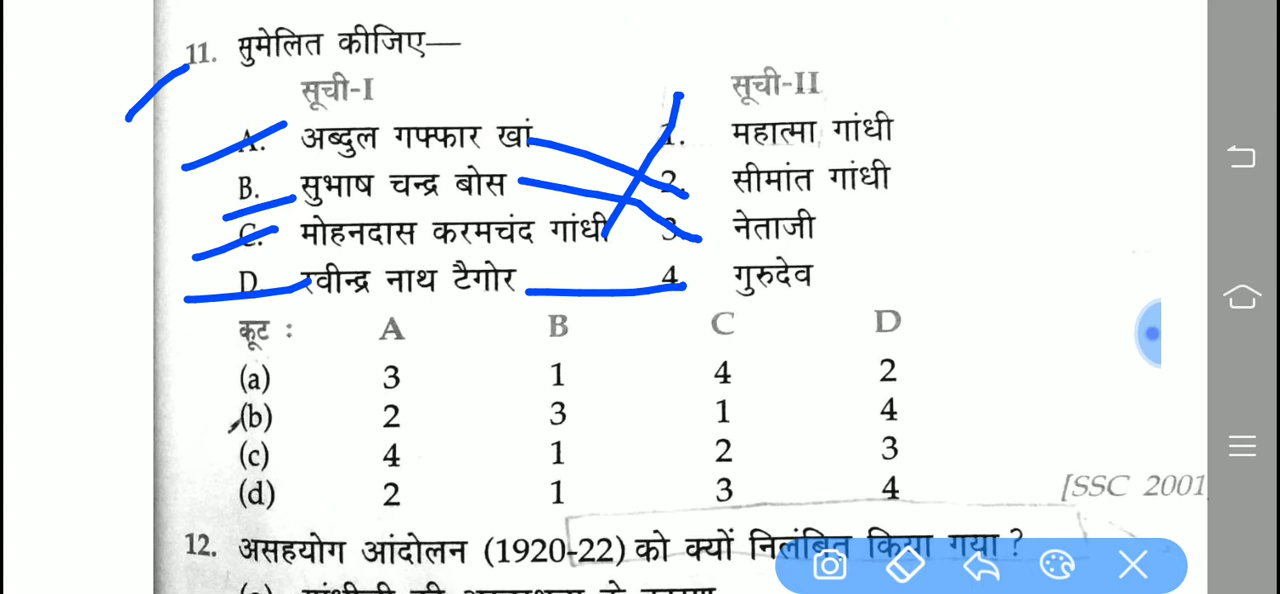 11. सुमेलित कीजिए—
सूची-I सूची-II
A. अब्दुल गफ्फार खां 1. महात्मा गांधी
B. सुभाष चन्द्र बोस 2. सीमांत गांधी
C. मोहनदास करमचंद गांधी 3. नेताजी
D. रवीन्द्र नाथ टैगोर 4. गुरुदेव
कूट : A B C D
(a) 3 1 4 2
(b) 2 3 1 4
(c) 4 1 2 3
(d) 2 1 3 4
[SSC 2001
12. असहयोग आंदोलन (1920-22) को क्यों निलंबित किया गया ?